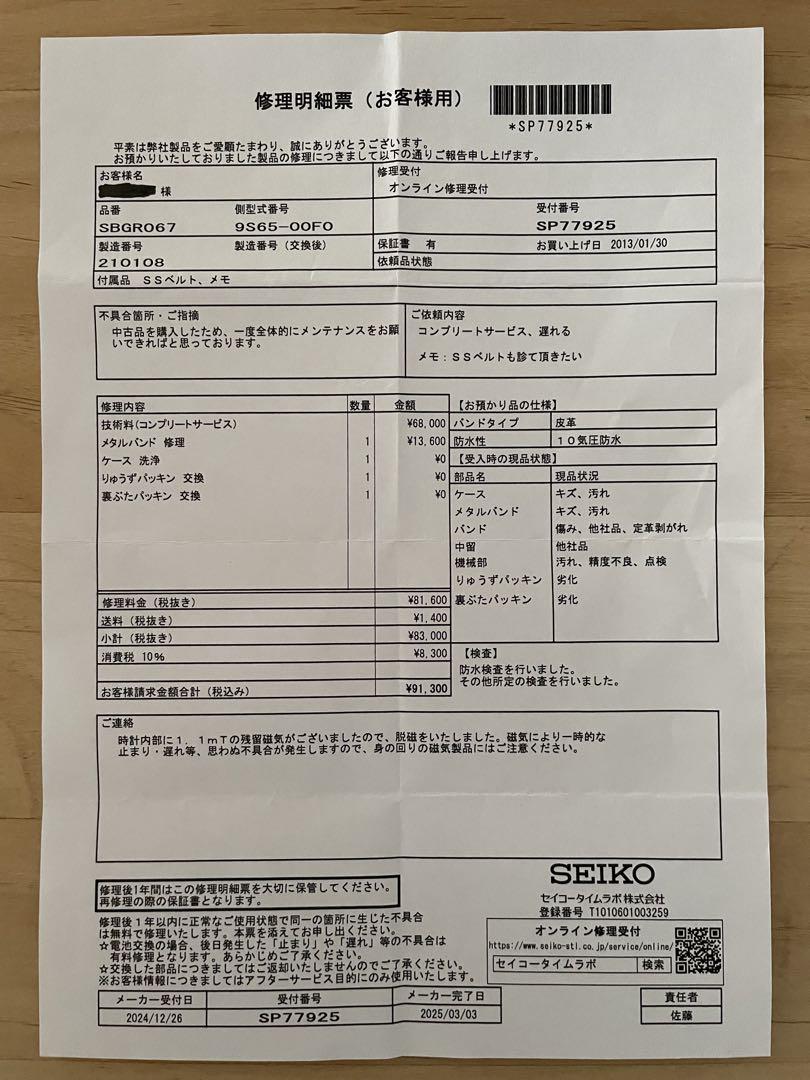 修理明細票（お客様用）
*SP77925*
平素は弊社製品をご愛顧たまわり、誠にありがとうございます。
お預かりいたしておりました製品の修理につきまして以下の通りご報告申し上げます。
お客様名
様
修理受付
オンライン修理受付
品番 側型式番号
SBGR067 9S65-00F0
受付番号
SP77925
製造番号 製造番号（交換後）
210108
保証書 有 お買い上げ日 2013/01/30
依頼品状態
付属品 ＳＳベルト、メモ
不具合箇所・ご指摘
中古品を購入したため、一度全体的にメンテナンスをお願
いできればと思っております。
ご依頼内容
コンプリートサービス、遅れる
メモ：ＳＳベルトも診て頂きたい
修理内容 数量 金額
技術料(コンプリートサービス) ¥68,000
メタルバンド 修理 1 ¥13,600
ケース 洗浄 1 ¥0
りゅうずパッキン 交換 1 ¥0
裏ぶたパッキン 交換 1 ¥0
修理料金（税抜き） ¥81,600
送料（税抜き） ¥1,400
小計（税抜き） ¥83,000
消費税 10% ¥8,300
お客様請求金額合計（税込み） ¥91,300
【お預かり品の仕様】
バンドタイプ 皮革
防水性 １０気圧防水
【受入時の現品状態】
部品名 現品状況
ケース キズ、汚れ
メタルバンド キズ、汚れ
バンド 傷み、他社品、定革剥がれ
中留 他社品
機械部 汚れ、精度不良、点検
りゅうずパッキン 劣化
裏ぶたパッキン 劣化
【検査】
防水検査を行いました。
その他所定の検査を行いました。
ご連絡
時計内部に１．１ｍＴの残留磁気がございましたので、脱磁をいたしました。磁気により一時的な
止まり・遅れ等、思わぬ不具合が発生しますので、身の回りの磁気製品にはご注意ください。
修理後1年間はこの修理明細票を大切に保管してください。
再修理の際の保証書となります。
修理後１年以内に正常なご使用状態で同一の箇所に生じた不具合
は無料で修理いたします。本票を添えてお申し出ください。
☆電池交換の場合、後日発生した「止まり」や「遅れ」等の不具合は
有料修理となります。あらかじめご了承ください。
☆交換した部品につきましてはご返却いたしませんのでご了承ください。
※お客様情報につきましてはアフターサービス目的にのみ使用いたします。
SEIKO
セイコータイムラボ株式会社
登録番号 T1010601003259
オンライン修理受付
https://www.seiko-stl.co.jp/service/online/
セイコータイムラボ 検索
メーカー受付日 受付番号 メーカー完了日
2024/12/26 SP77925 2025/03/03
責任者
佐藤